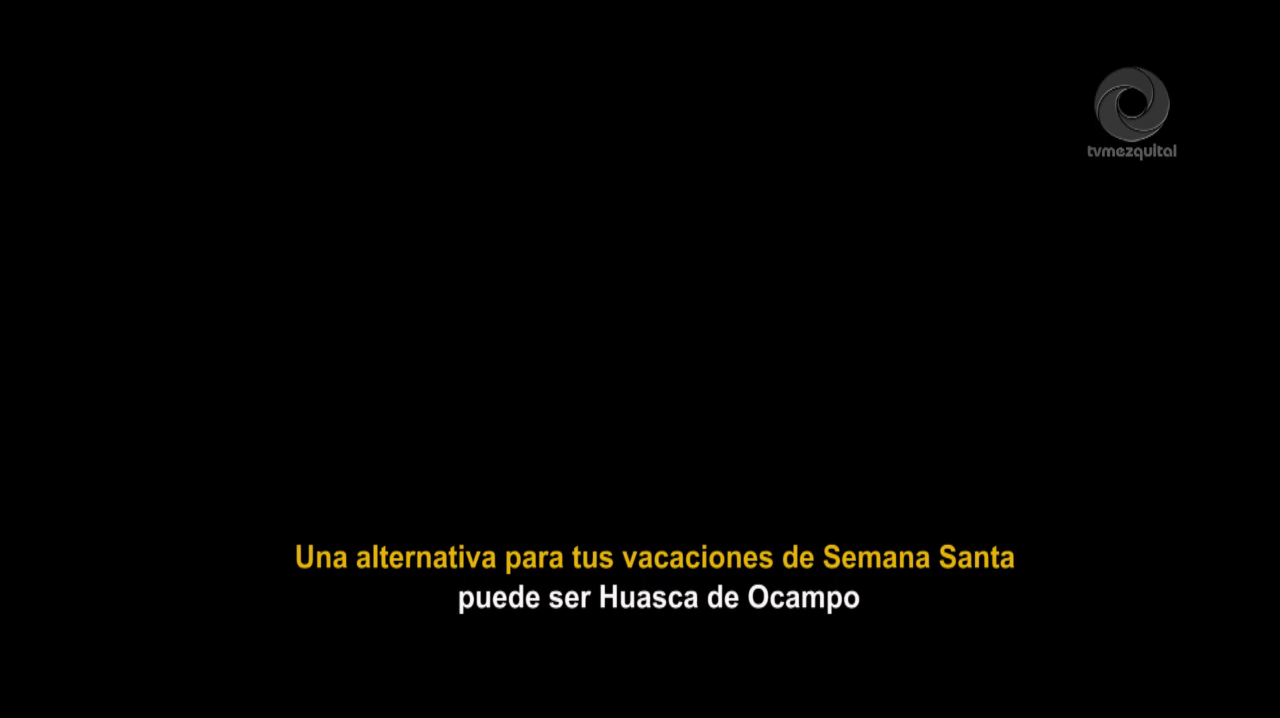 tvmezquital
Una alternativa para tus vacaciones de Semana Santa
puede ser Huasca de Ocampo